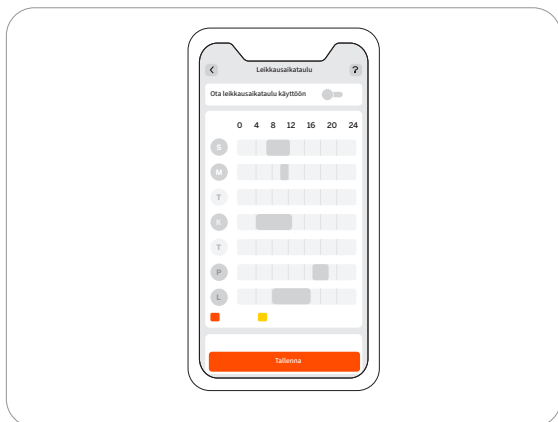 Leikkausaikataulu ?
Ota leikkausaikataulu käyttöön
0 4 8 12 16 20 24
S
M
T
K
T
P
L
Tallenna